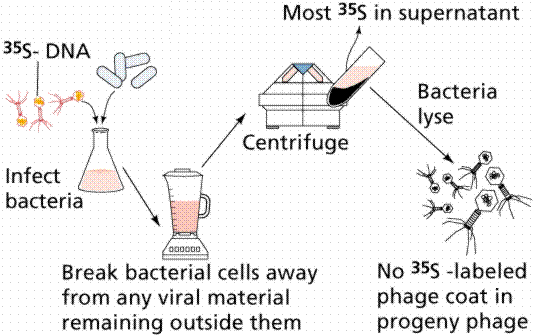 Most ³⁵S in supernatant
³⁵S- DNA
Bacteria
lyse
Centrifuge
Infect
bacteria
Break bacterial cells away
from any viral material
remaining outside them
No ³⁵S -labeled
phage coat in
progeny phage